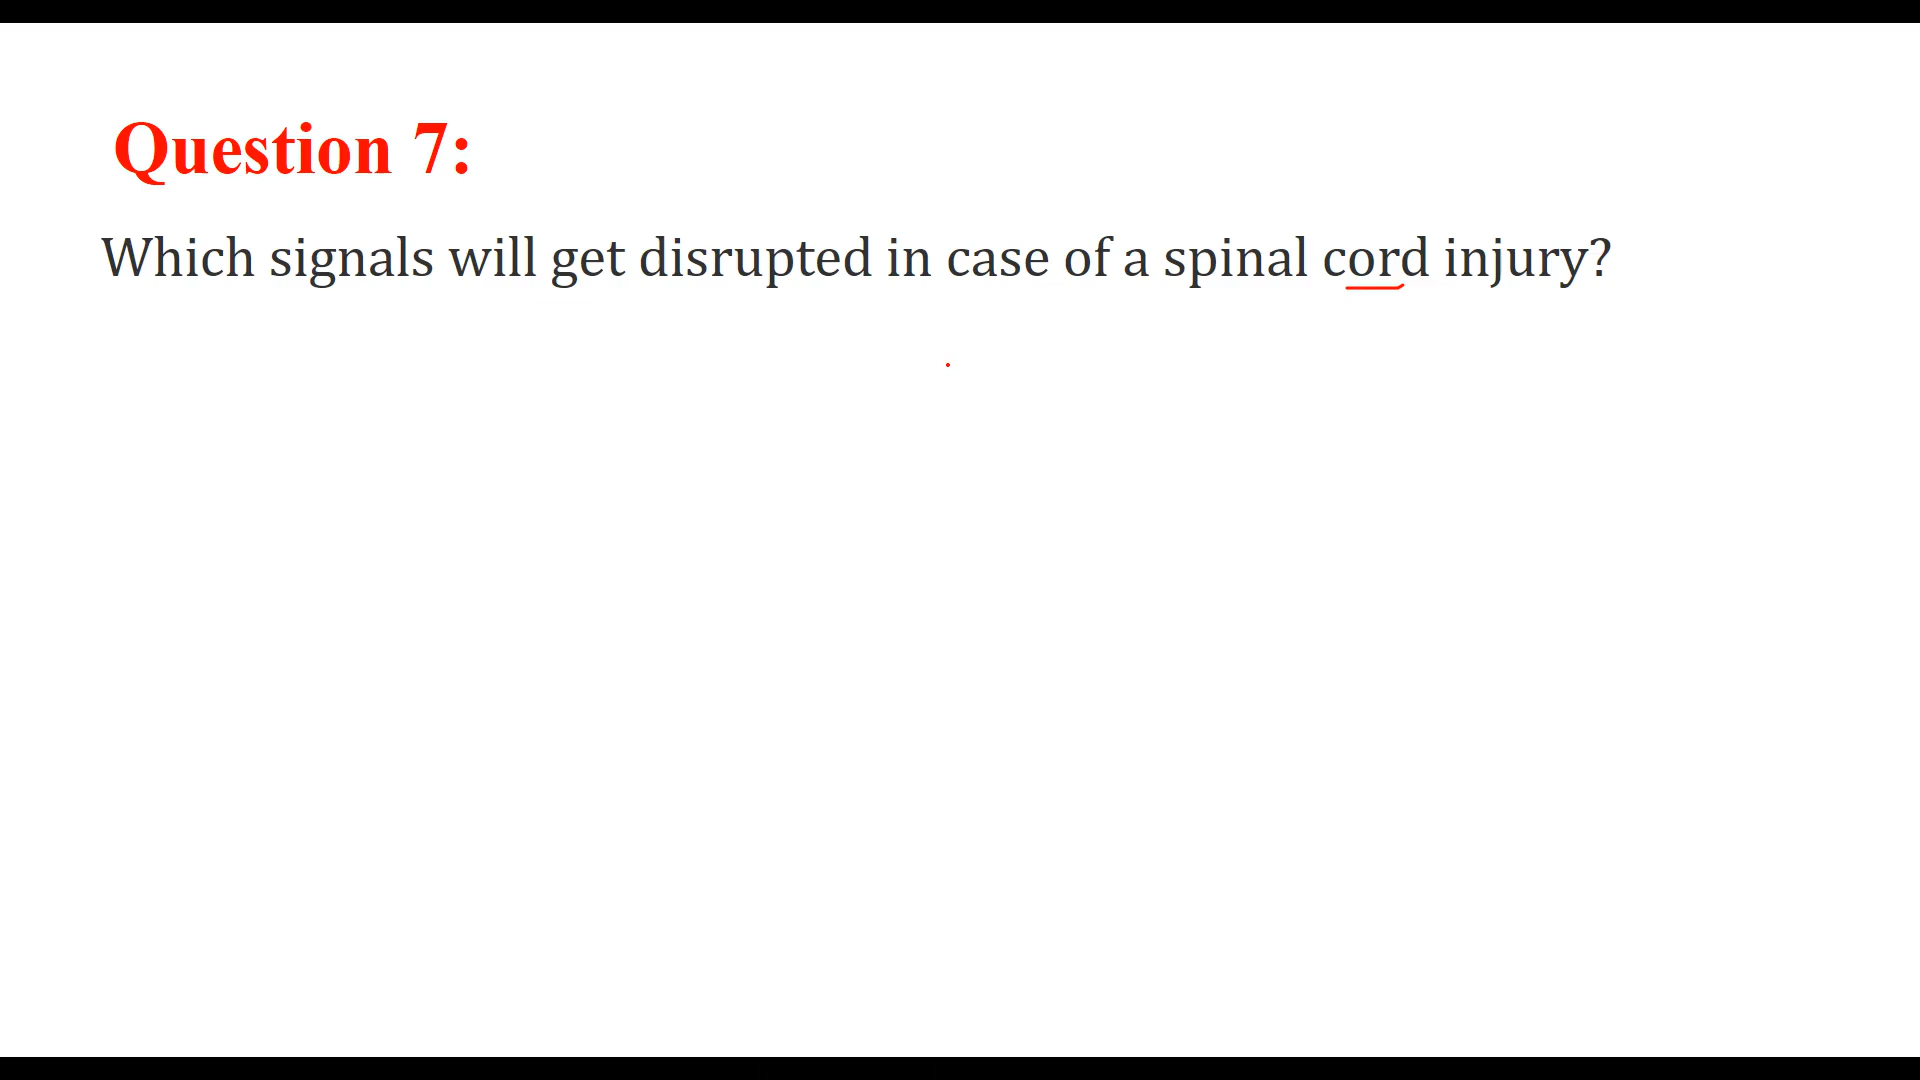 Question 7:
Which signals will get disrupted in case of a spinal cord injury?